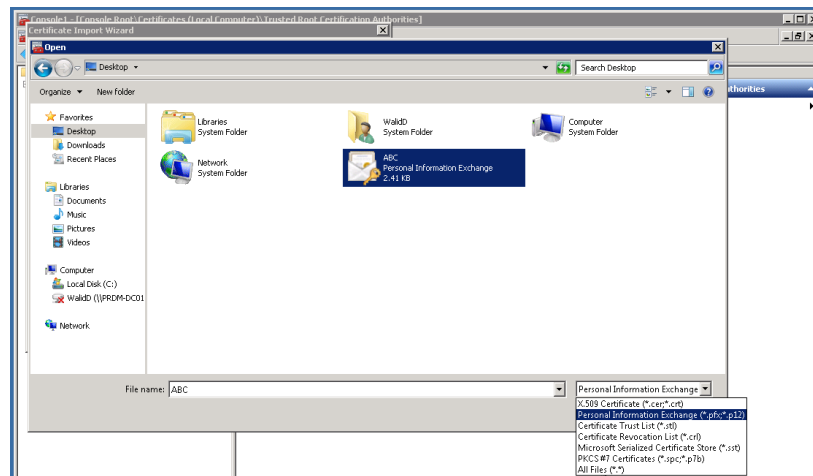 Console1 - [Console Root\Certificates (Local Computer)\Trusted Root Certification Authorities]
Certificate Import Wizard
Open
Desktop
Search Desktop
Organize
New folder
uthorities
Favorites
Desktop
Downloads
Recent Places
Libraries
Documents
Music
Pictures
Videos
Computer
Local Disk (C:)
WalidD (\\PRDM-DC01
Network
Libraries
System Folder
WalidD
System Folder
Computer
System Folder
Network
System Folder
ABC
Personal Information Exchange
2.41 KB
File name:
ABC
Personal Information Exchange
X.509 Certificate (*.cer;*.crt)
Personal Information Exchange (*.pfx;*.p12)
Certificate Trust List (*.stl)
Certificate Revocation List (*.crl)
Microsoft Serialized Certificate Store (*.sst)
PKCS #7 Certificates (*.spc;*.p7b)
All Files (*.*)